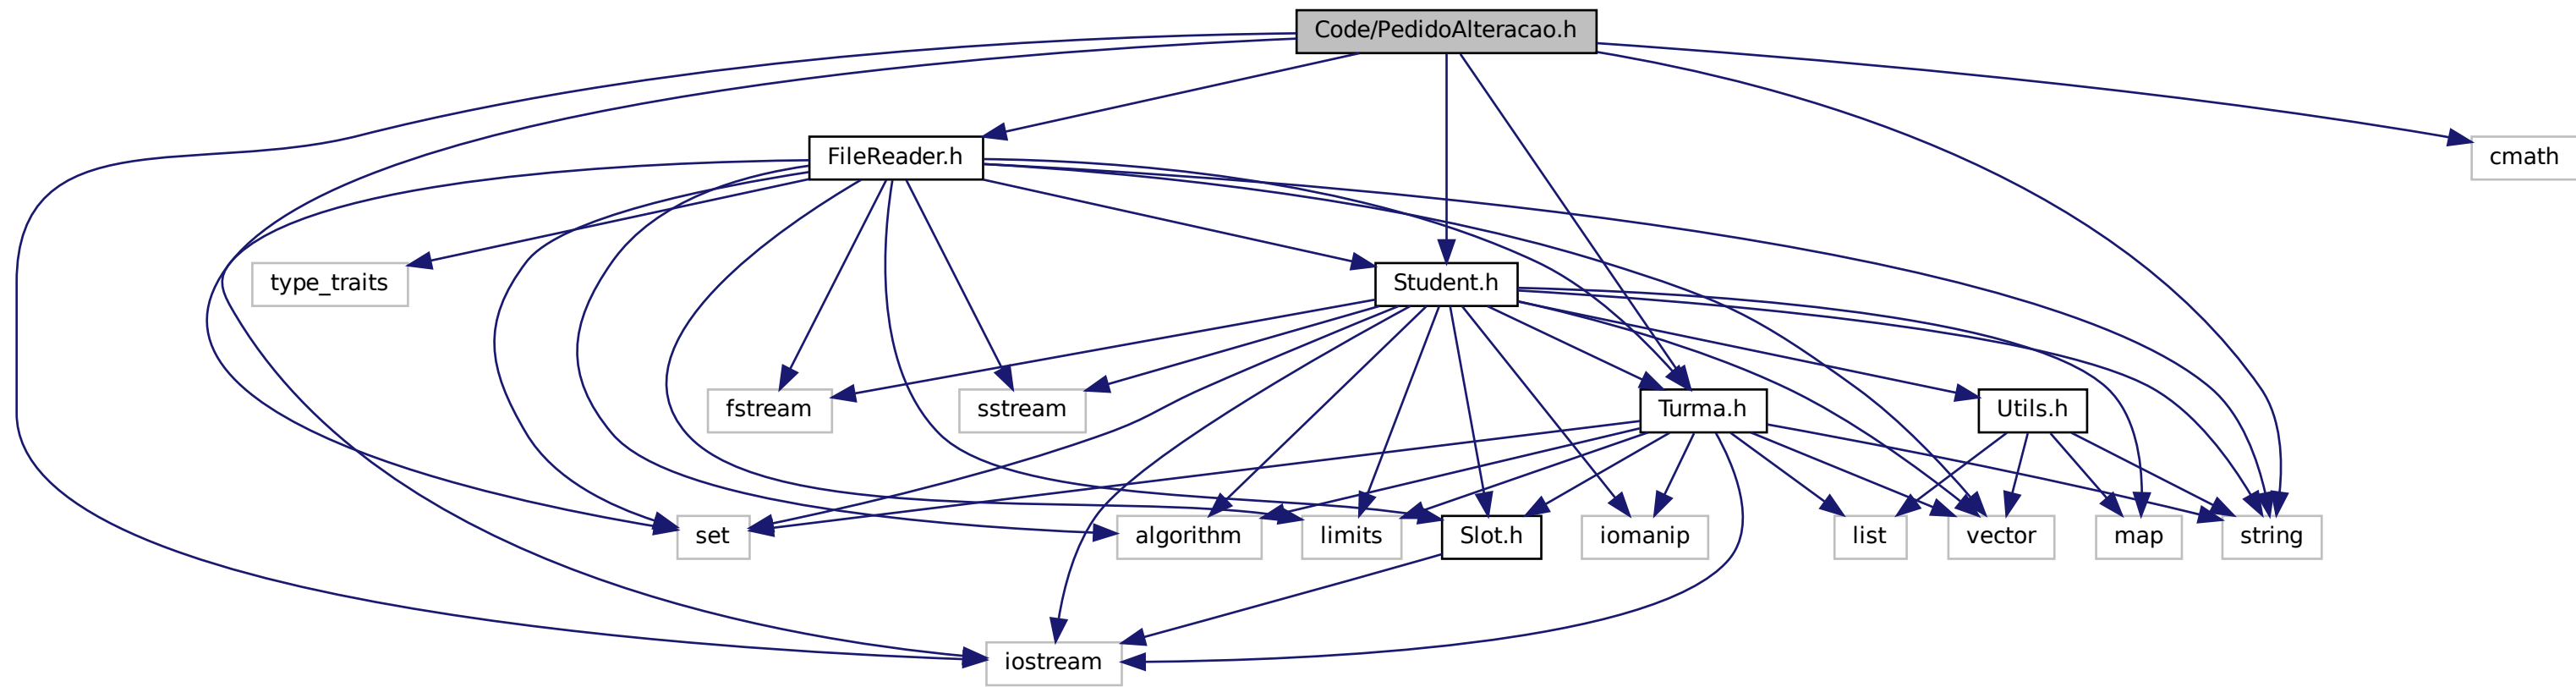 Code/PedidoAlteracao.h
FileReader.h
cmath
type_traits
Student.h
fstream
sstream
Turma.h
Utils.h
set
algorithm
limits
Slot.h
iomanip
list
vector
map
string
iostream